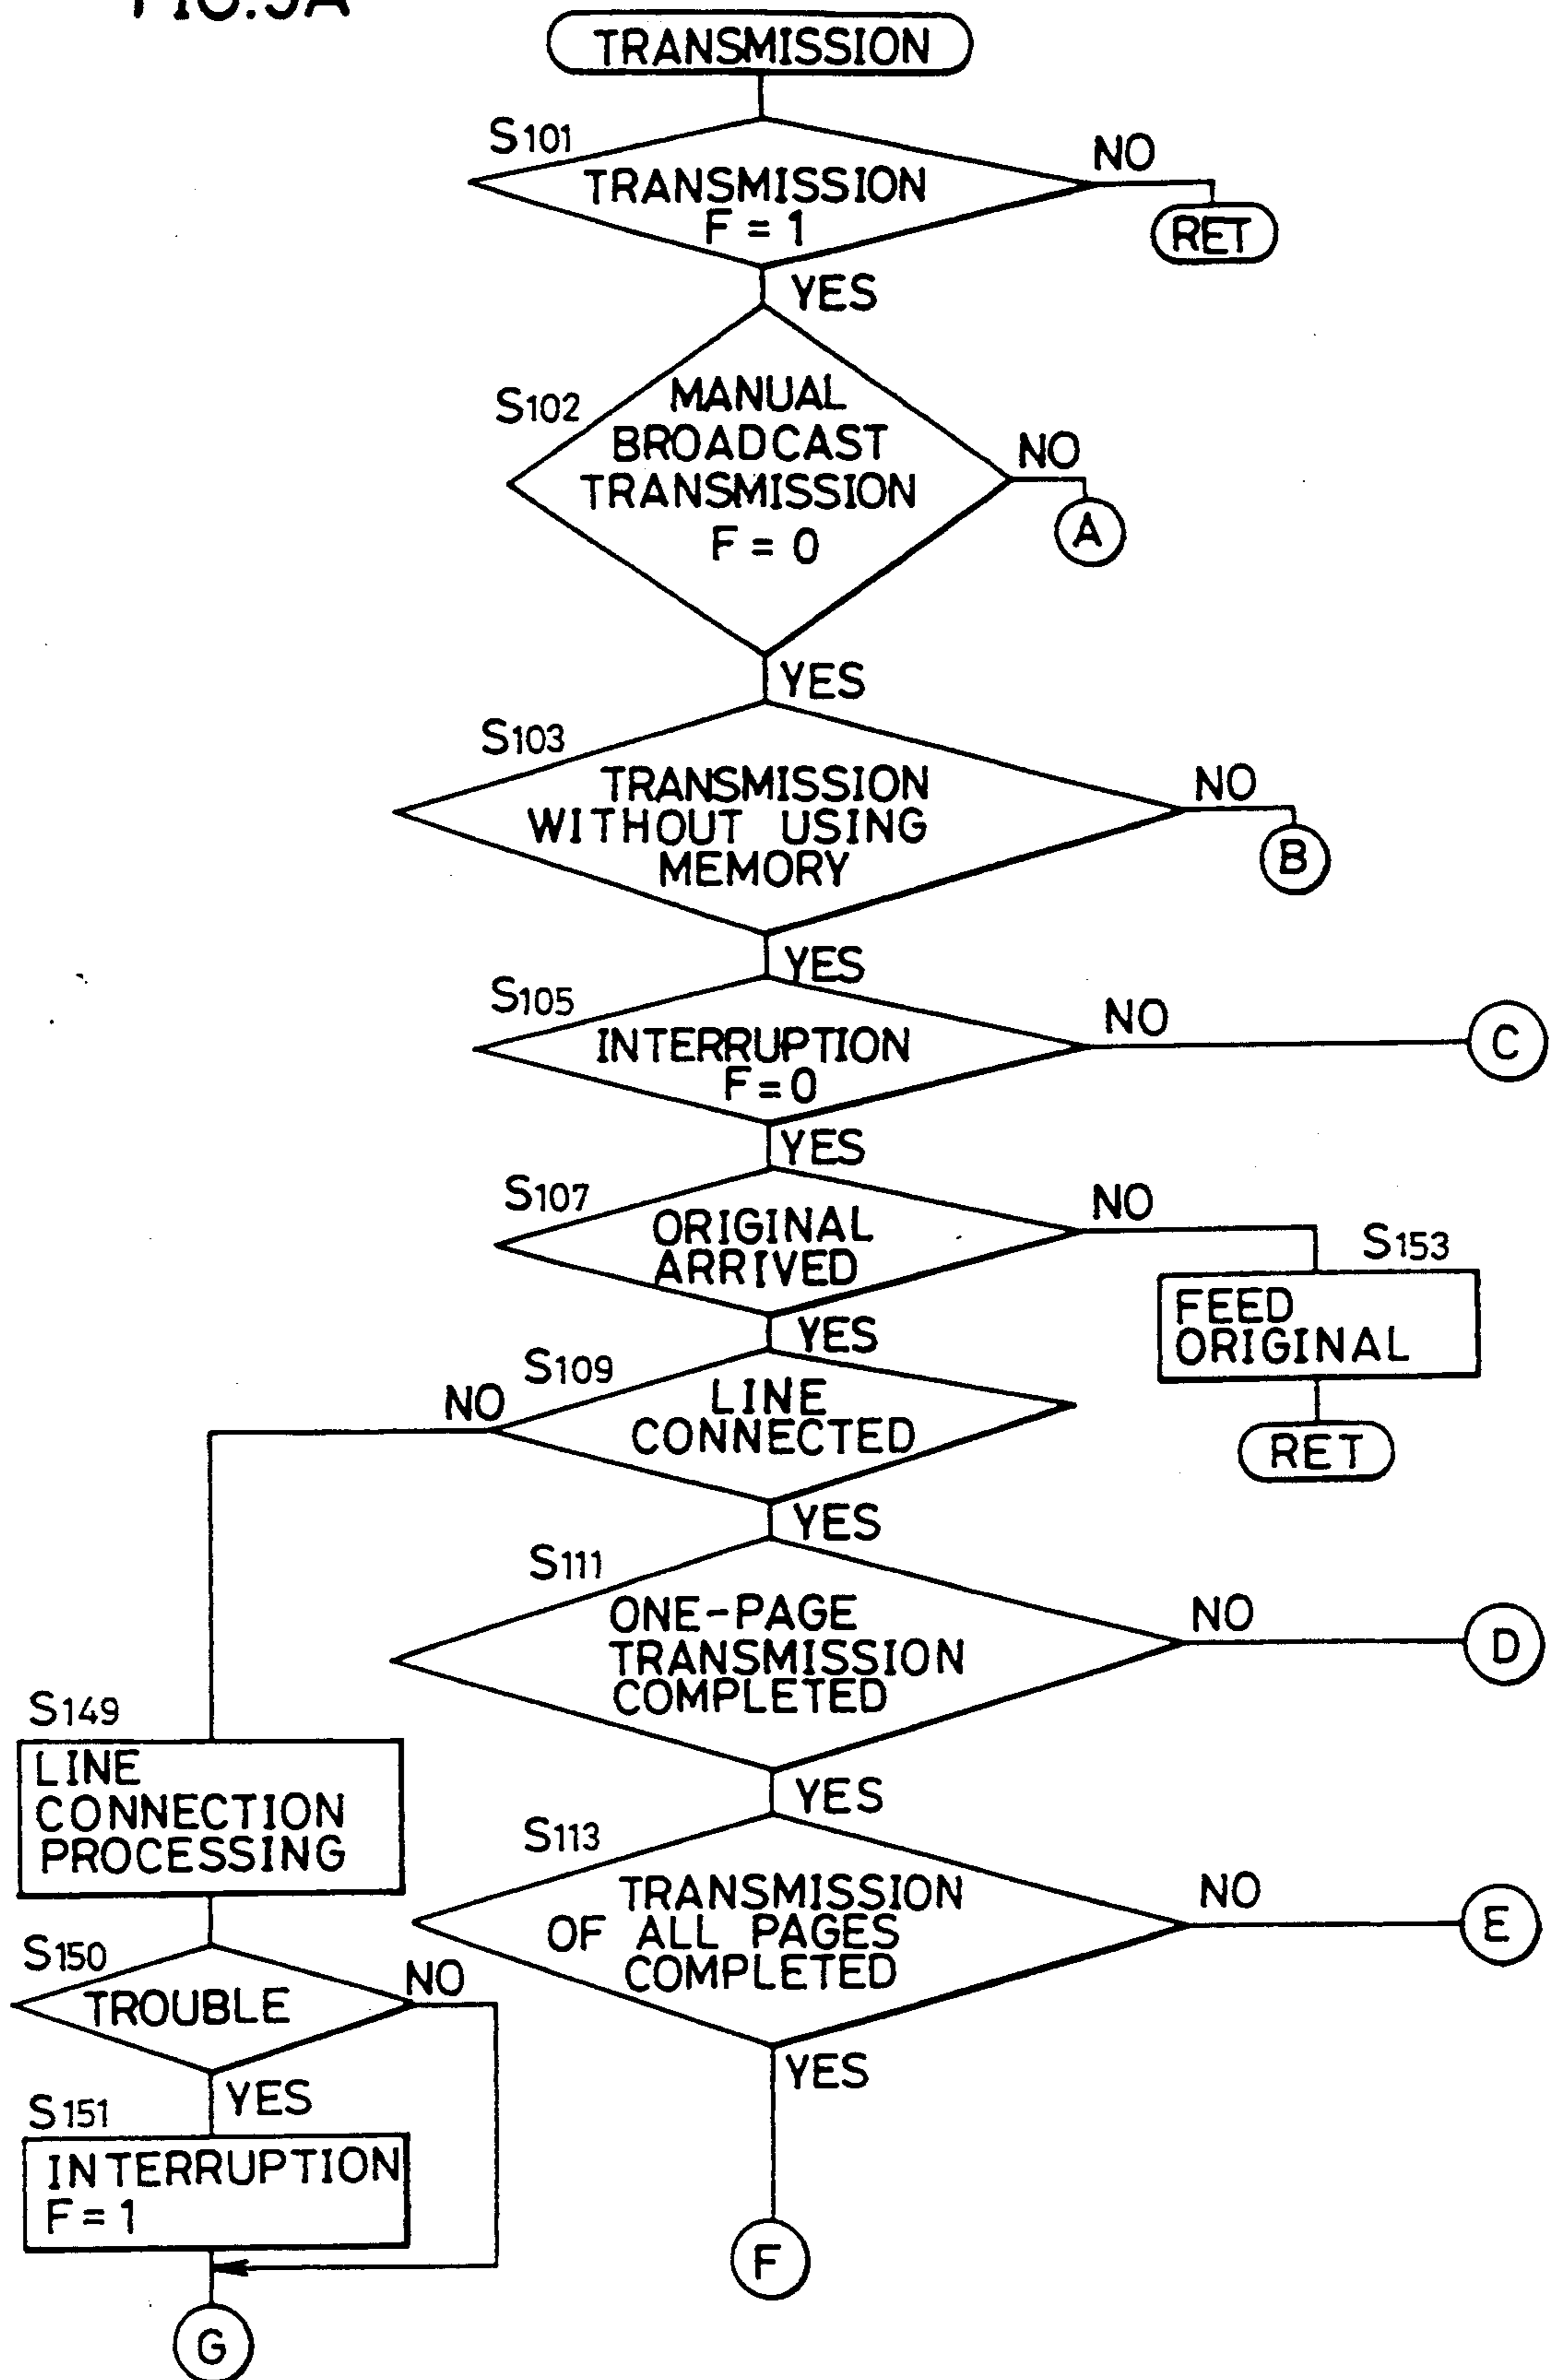 TRANSMISSION
S101
TRANSMISSION
F = 1
NO
RET
YES
S102
MANUAL
BROADCAST
TRANSMISSION
F = 0
NO
A
YES
S103
TRANSMISSION
WITHOUT USING
MEMORY
NO
B
YES
S105
INTERRUPTION
F = 0
NO
C
YES
S107
ORIGINAL
ARRIVED
NO
S153
FEED
ORIGINAL
RET
YES
S109
LINE
CONNECTED
NO
YES
S111
ONE-PAGE
TRANSMISSION
COMPLETED
NO
D
S149
LINE
CONNECTION
PROCESSING
YES
S113
TRANSMISSION
OF ALL PAGES
COMPLETED
NO
E
S150
TROUBLE
NO
YES
YES
S151
INTERRUPTION
F = 1
F
G